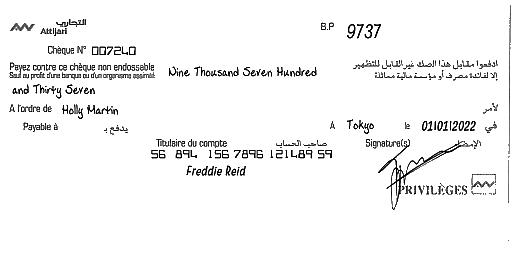 التجاري
Attijari
B.P 9737
Chèque N° 007240
Payez contre ce chèque non endossable Nine Thousand Seven Hundred ادفعوا مقابل هذا الصك غير القابل للتظهير
Sauf au profit d'une banque ou d'un organisme assimilé إلا لفائدة مصرف أو مؤسسة مالية مماثلة
and Thirty Seven
A l'ordre de Holly Martin لأمر
Payable à يدفع بـ A Tokyo le 01/01/2022 في
Titulaire du compte صاحب الحساب Signature(s) الإمضاء
56 894 156 7896 121489 59
Freddie Reid
PRIVILÈGES